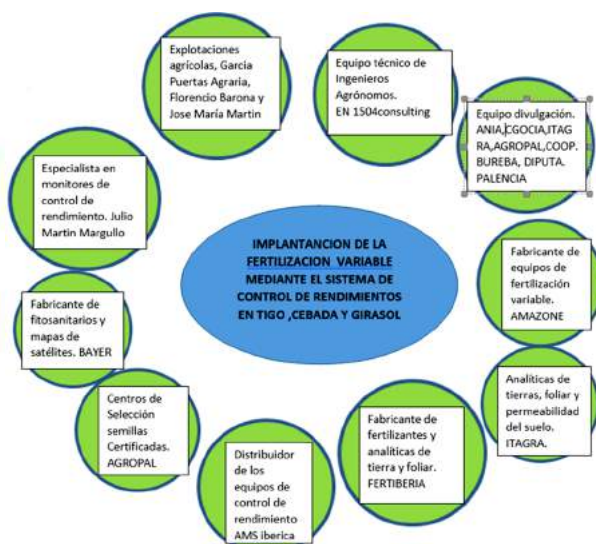 Explotaciones
agrícolas, Garcia
Puertas Agraria,
Florencio Barona y
Jose María Martin
Equipo técnico de
Ingenieros
Agrónomos.
EN 1504consulting
Equipo divulgación.
ANIA,CGOCIA,ITAG
RA,AGROPAL,COOP.
BUREBA, DIPUTA.
PALENCIA
Especialista en
monitores de
control de
rendimiento. Julio
Martin Margullo
IMPLANTANCION DE LA
FERTILIZACION VARIABLE
MEDIANTE EL SISTEMA DE
CONTROL DE RENDIMIENTOS
EN TIGO ,CEBADA Y GIRASOL
Fabricante de
equipos de
fertilización
variable.
AMAZONE
Fabricante de
fitosanitarios y
mapas de
satélites. BAYER
Analíticas de
tierras, foliar y
permeabilidad
del suelo.
ITAGRA.
Centros de
Selección
semillas
Certificadas.
AGROPAL
Fabricante de
fertilizantes y
analíticas de
tierra y foliar.
FERTIBERIA
Distribuidor
de los
equipos de
control de
rendimiento
AMS iberica